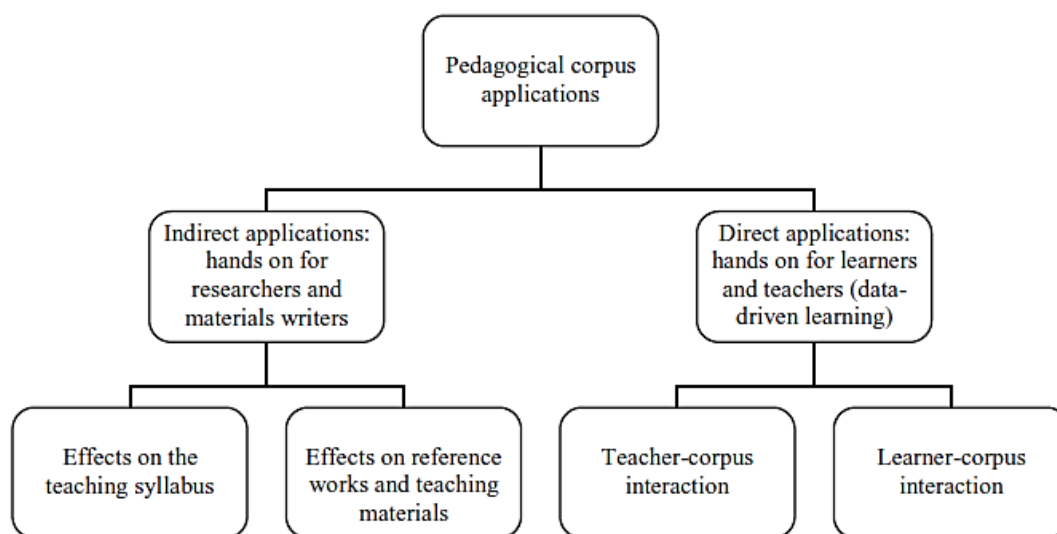 Pedagogical corpus
applications
Indirect applications:
hands on for
researchers and
materials writers
Direct applications:
hands on for learners
and teachers (data-
driven learning)
Effects on the
teaching syllabus
Effects on reference
works and teaching
materials
Teacher-corpus
interaction
Learner-corpus
interaction